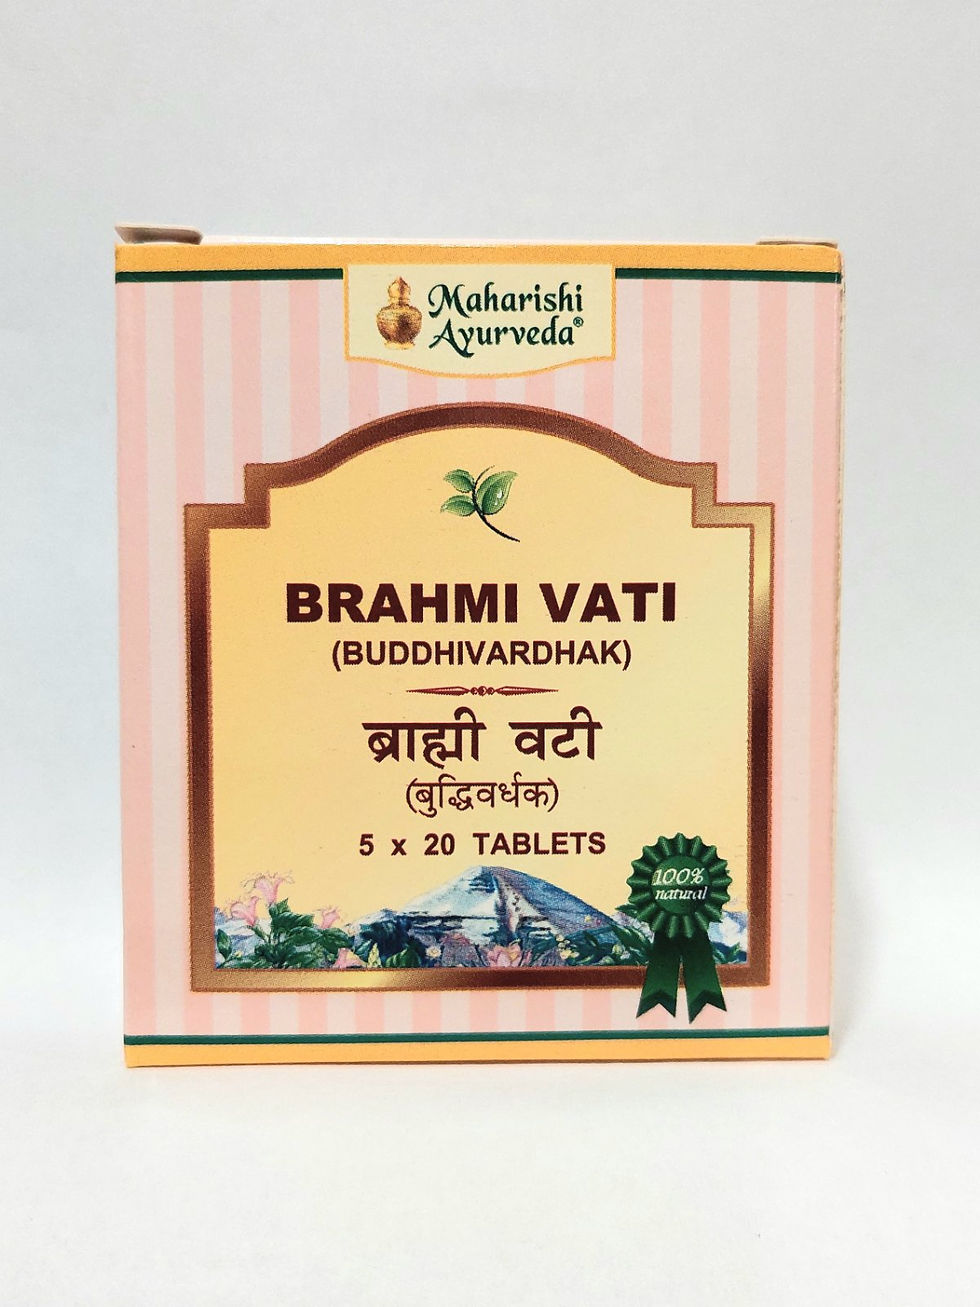 Maharishi
Ayurveda®
BRAHMI VATI
(BUDDHIVARDHAK)
ब्राह्मी वटी
(बुद्धिवर्धक)
5 x 20 TABLETS
100%
natural